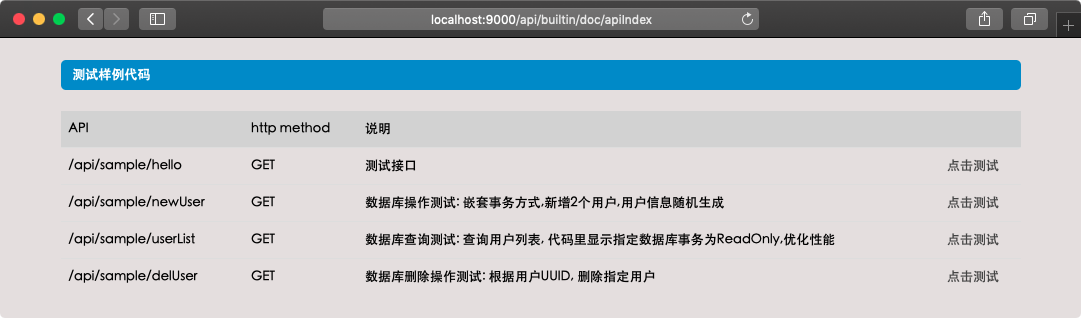 localhost:9000/api/builtin/doc/apiIndex
测试样例代码
API http method 说明
/api/sample/hello GET 测试接口 点击测试
/api/sample/newUser GET 数据库操作测试: 嵌套事务方式,新增2个用户,用户信息随机生成 点击测试
/api/sample/userList GET 数据库查询测试: 查询用户列表, 代码里显示指定数据库事务为ReadOnly,优化性能 点击测试
/api/sample/delUser GET 数据库删除操作测试: 根据用户UUID, 删除指定用户 点击测试